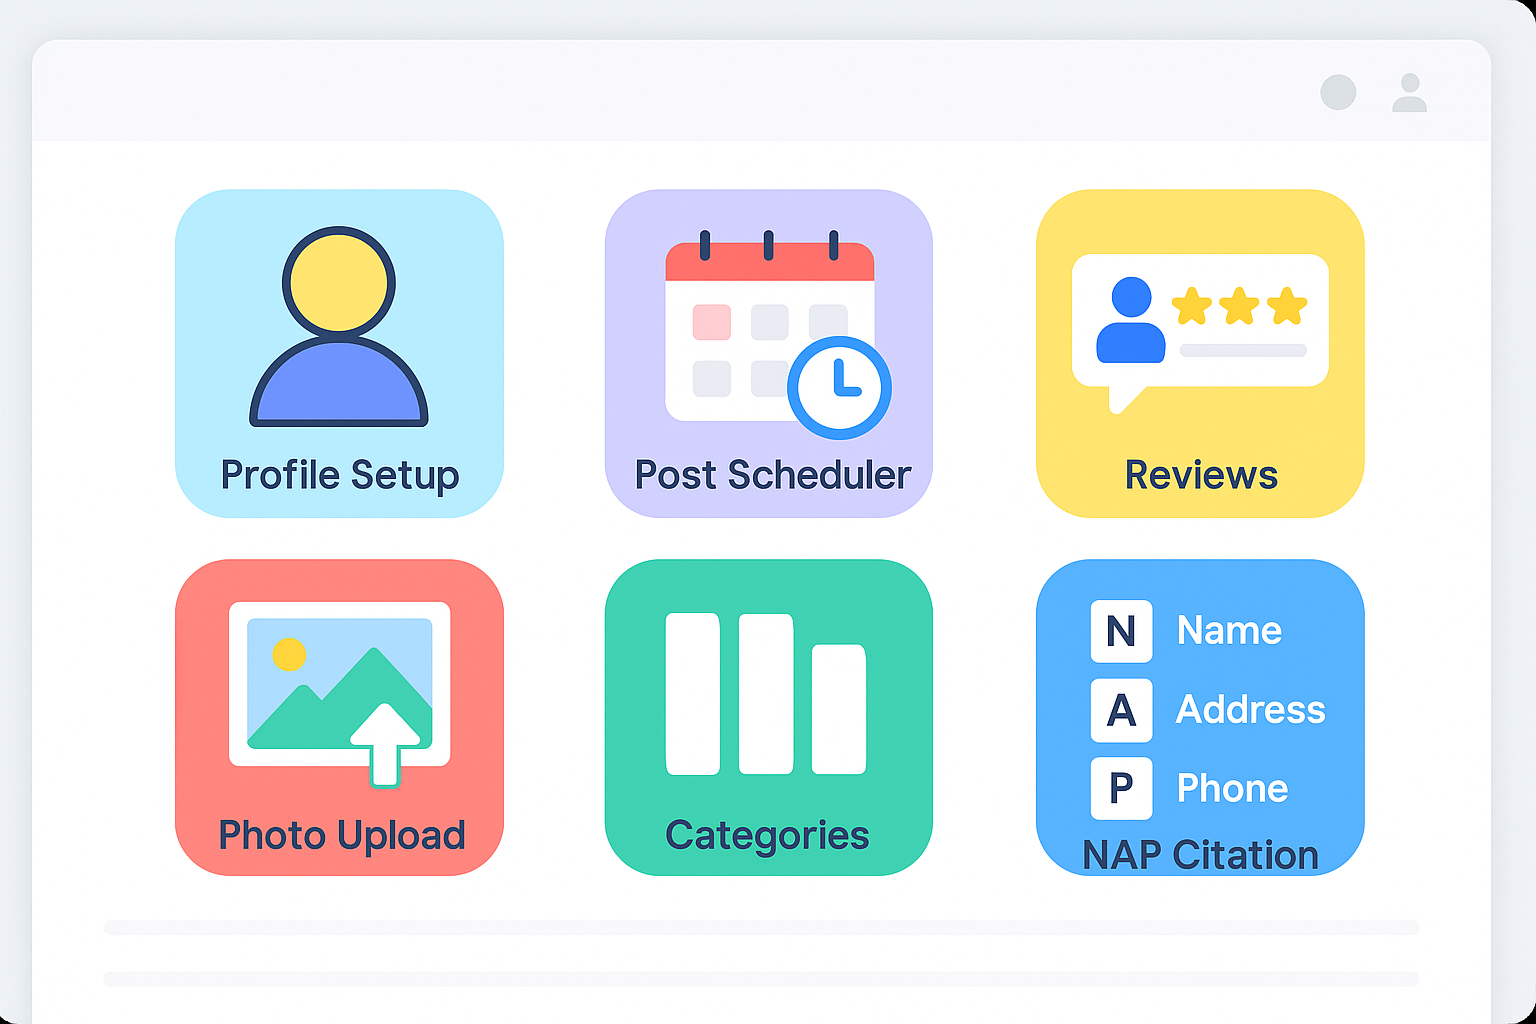 Profile Setup
Post Scheduler
Reviews
Photo Upload
Categories
N Name
A Address
P Phone
NAP Citation